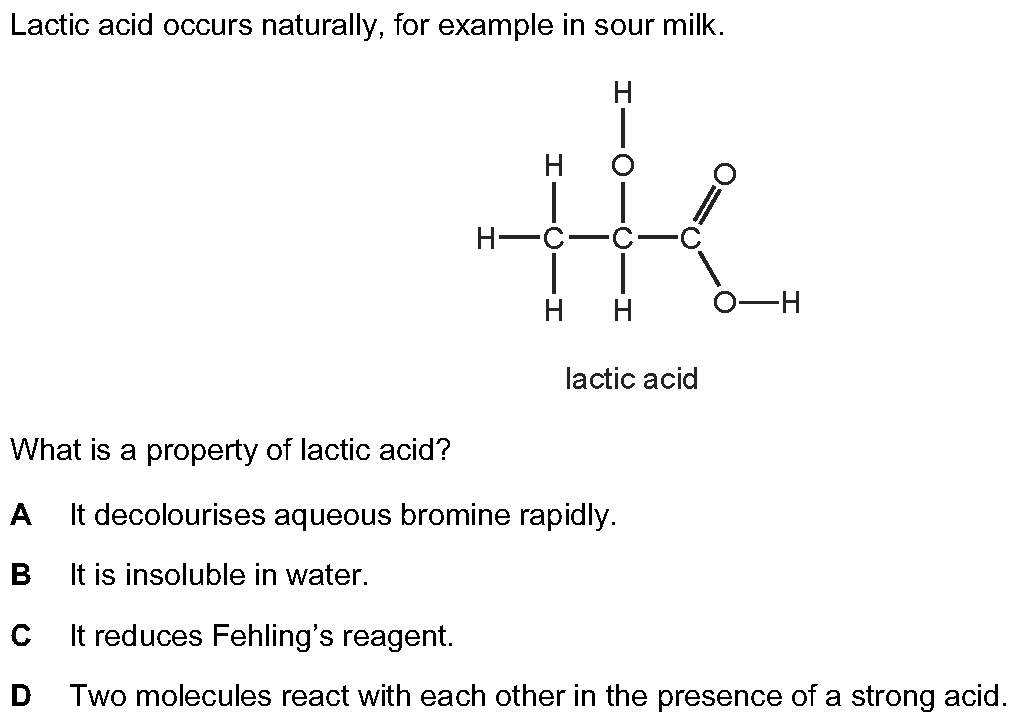 Lactic acid occurs naturally, for example in sour milk.
H
H O O
H C C C
H H O H
lactic acid
What is a property of lactic acid?
A It decolourises aqueous bromine rapidly.
B It is insoluble in water.
C It reduces Fehling's reagent.
D Two molecules react with each other in the presence of a strong acid.